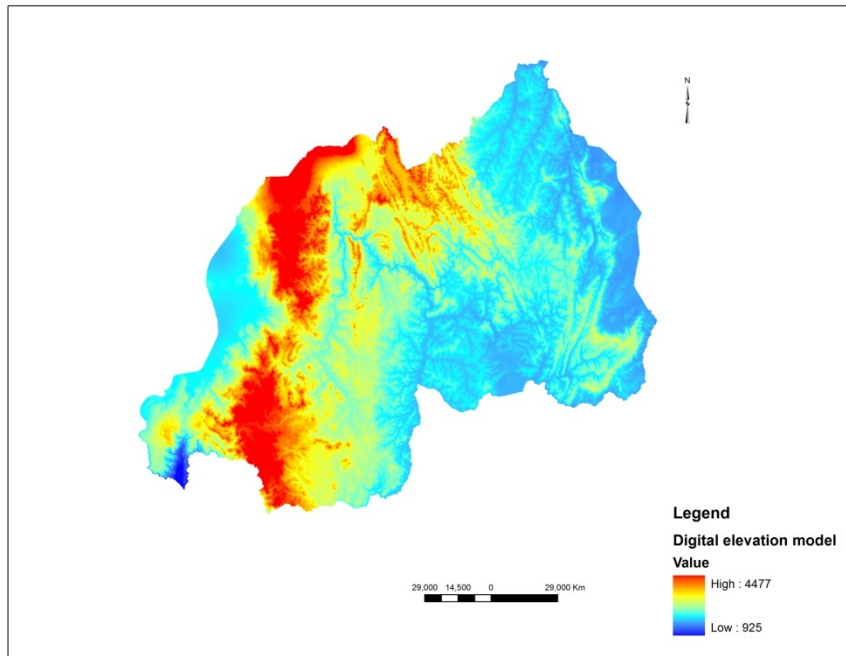 N
Legend
Digital elevation model
Value
High : 4477
Low : 925
29,000 14,500 0 29,000 Km